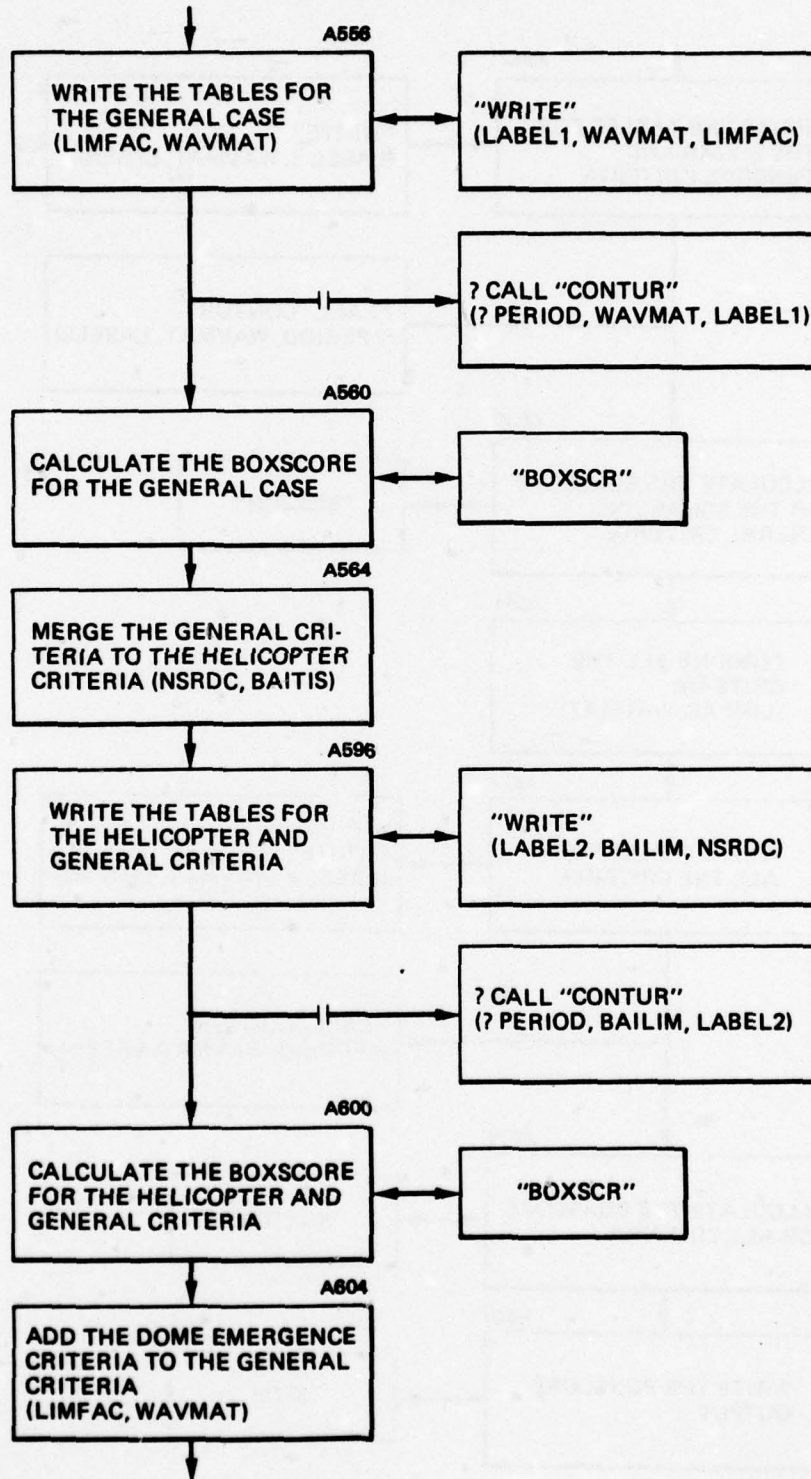 A556
WRITE THE TABLES FOR
THE GENERAL CASE
(LIMFAC, WAVMAT)
"WRITE"
(LABEL1, WAVMAT, LIMFAC)
? CALL "CONTUR"
(? PERIOD, WAVMAT, LABEL1)
A560
CALCULATE THE BOXSCORE
FOR THE GENERAL CASE
"BOXSCR"
A564
MERGE THE GENERAL CRI-
TERIA TO THE HELICOPTER
CRITERIA (NSRDC, BAITIS)
A596
WRITE THE TABLES FOR
THE HELICOPTER AND
GENERAL CRITERIA
"WRITE"
(LABEL2, BAILIM, NSRDC)
? CALL "CONTUR"
(? PERIOD, BAILIM, LABEL2)
A600
CALCULATE THE BOXSCORE
FOR THE HELICOPTER AND
GENERAL CRITERIA
"BOXSCR"
A604
ADD THE DOME EMERGENCE
CRITERIA TO THE GENERAL
CRITERIA
(LIMFAC, WAVMAT)